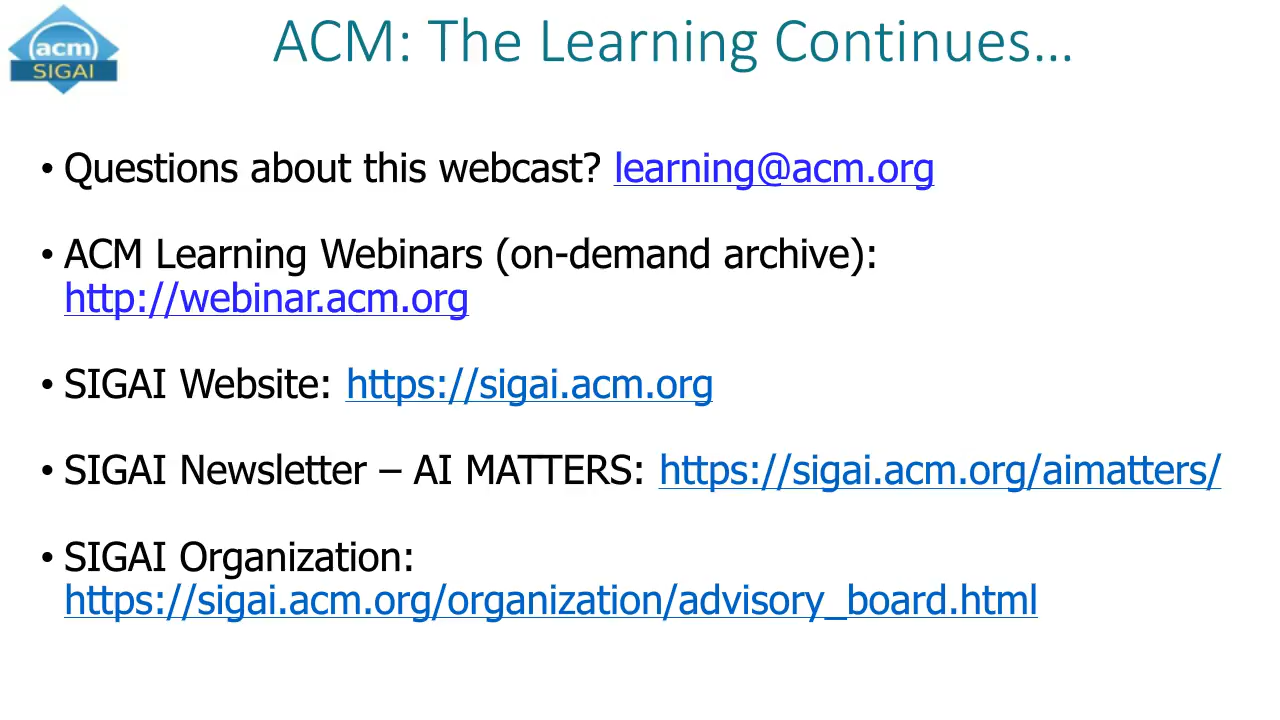 acm
SIGAI
ACM: The Learning Continues…
• Questions about this webcast? learning@acm.org
• ACM Learning Webinars (on-demand archive):
http://webinar.acm.org
• SIGAI Website: https://sigai.acm.org
• SIGAI Newsletter – AI MATTERS: https://sigai.acm.org/aimatters/
• SIGAI Organization:
https://sigai.acm.org/organization/advisory_board.html